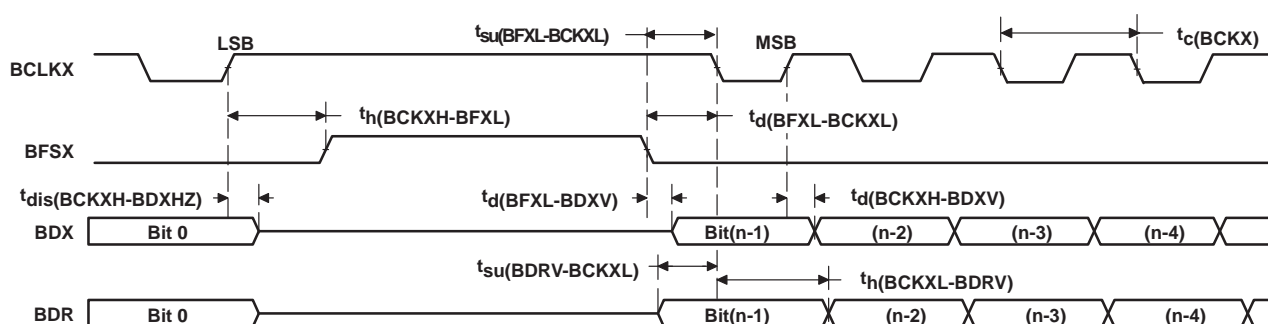 LSB tsu(BFXL-BCKXL) MSB tc(BCKX)
BCLKX
th(BCKXH-BFXL) td(BFXL-BCKXL)
BFSX
tdis(BCKXH-BDXHZ) td(BFXL-BDXV) td(BCKXH-BDXV)
BDX Bit 0 Bit(n-1) (n-2) (n-3) (n-4)
tsu(BDRV-BCKXL) th(BCKXL-BDRV)
BDR Bit 0 Bit(n-1) (n-2) (n-3) (n-4)